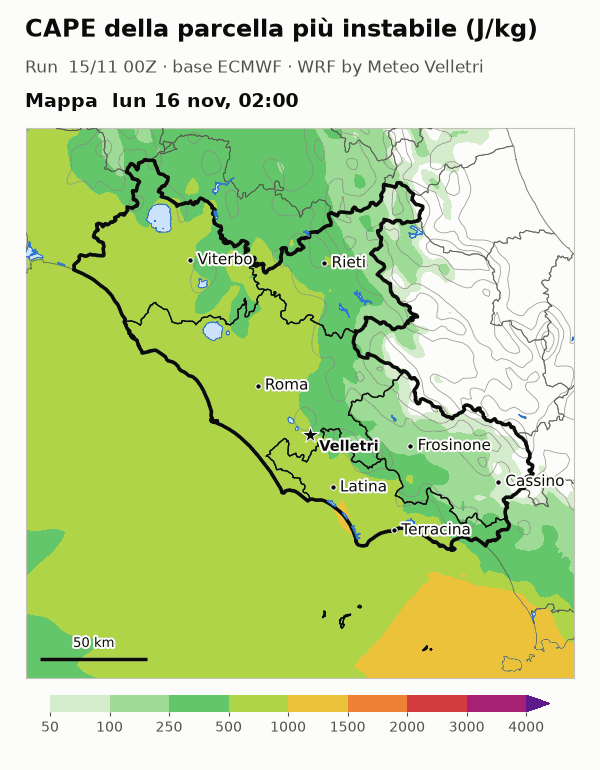 CAPE della parcella più instabile (J/kg)
Run  15/11 00Z · base ECMWF · WRF by Meteo Velletri
Mappa  lun 16 nov, 02:00
Viterbo
Rieti
Roma
Velletri
Frosinone
Latina
Cassino
Terracina
50 km
50 100 250 500 1000 1500 2000 3000 4000